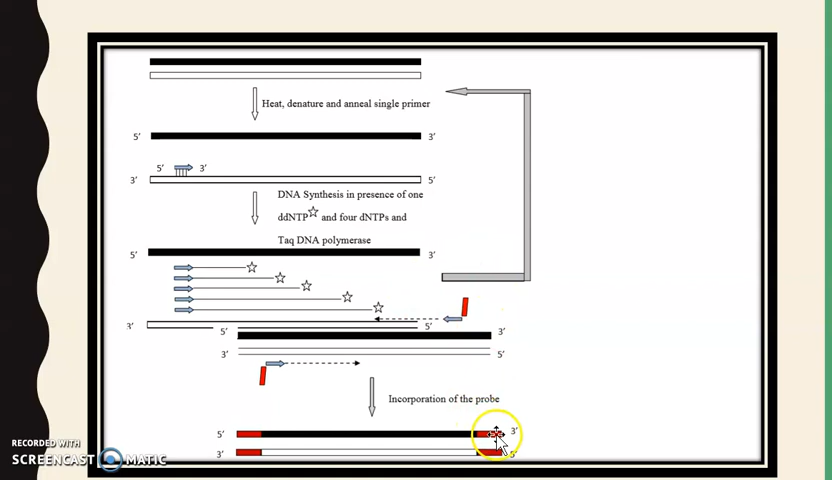 Heat, denature and anneal single primer
5' 3'
5' 3'
3' 5'
DNA Synthesis in presence of one
ddNTP and four dNTPs and
Taq DNA polymerase
5' 3'
3' 5'
5' 3'
3' 5'
Incorporation of the probe
5' 3'
3' 5'
RECORDED WITH
SCREENCAST MATIC